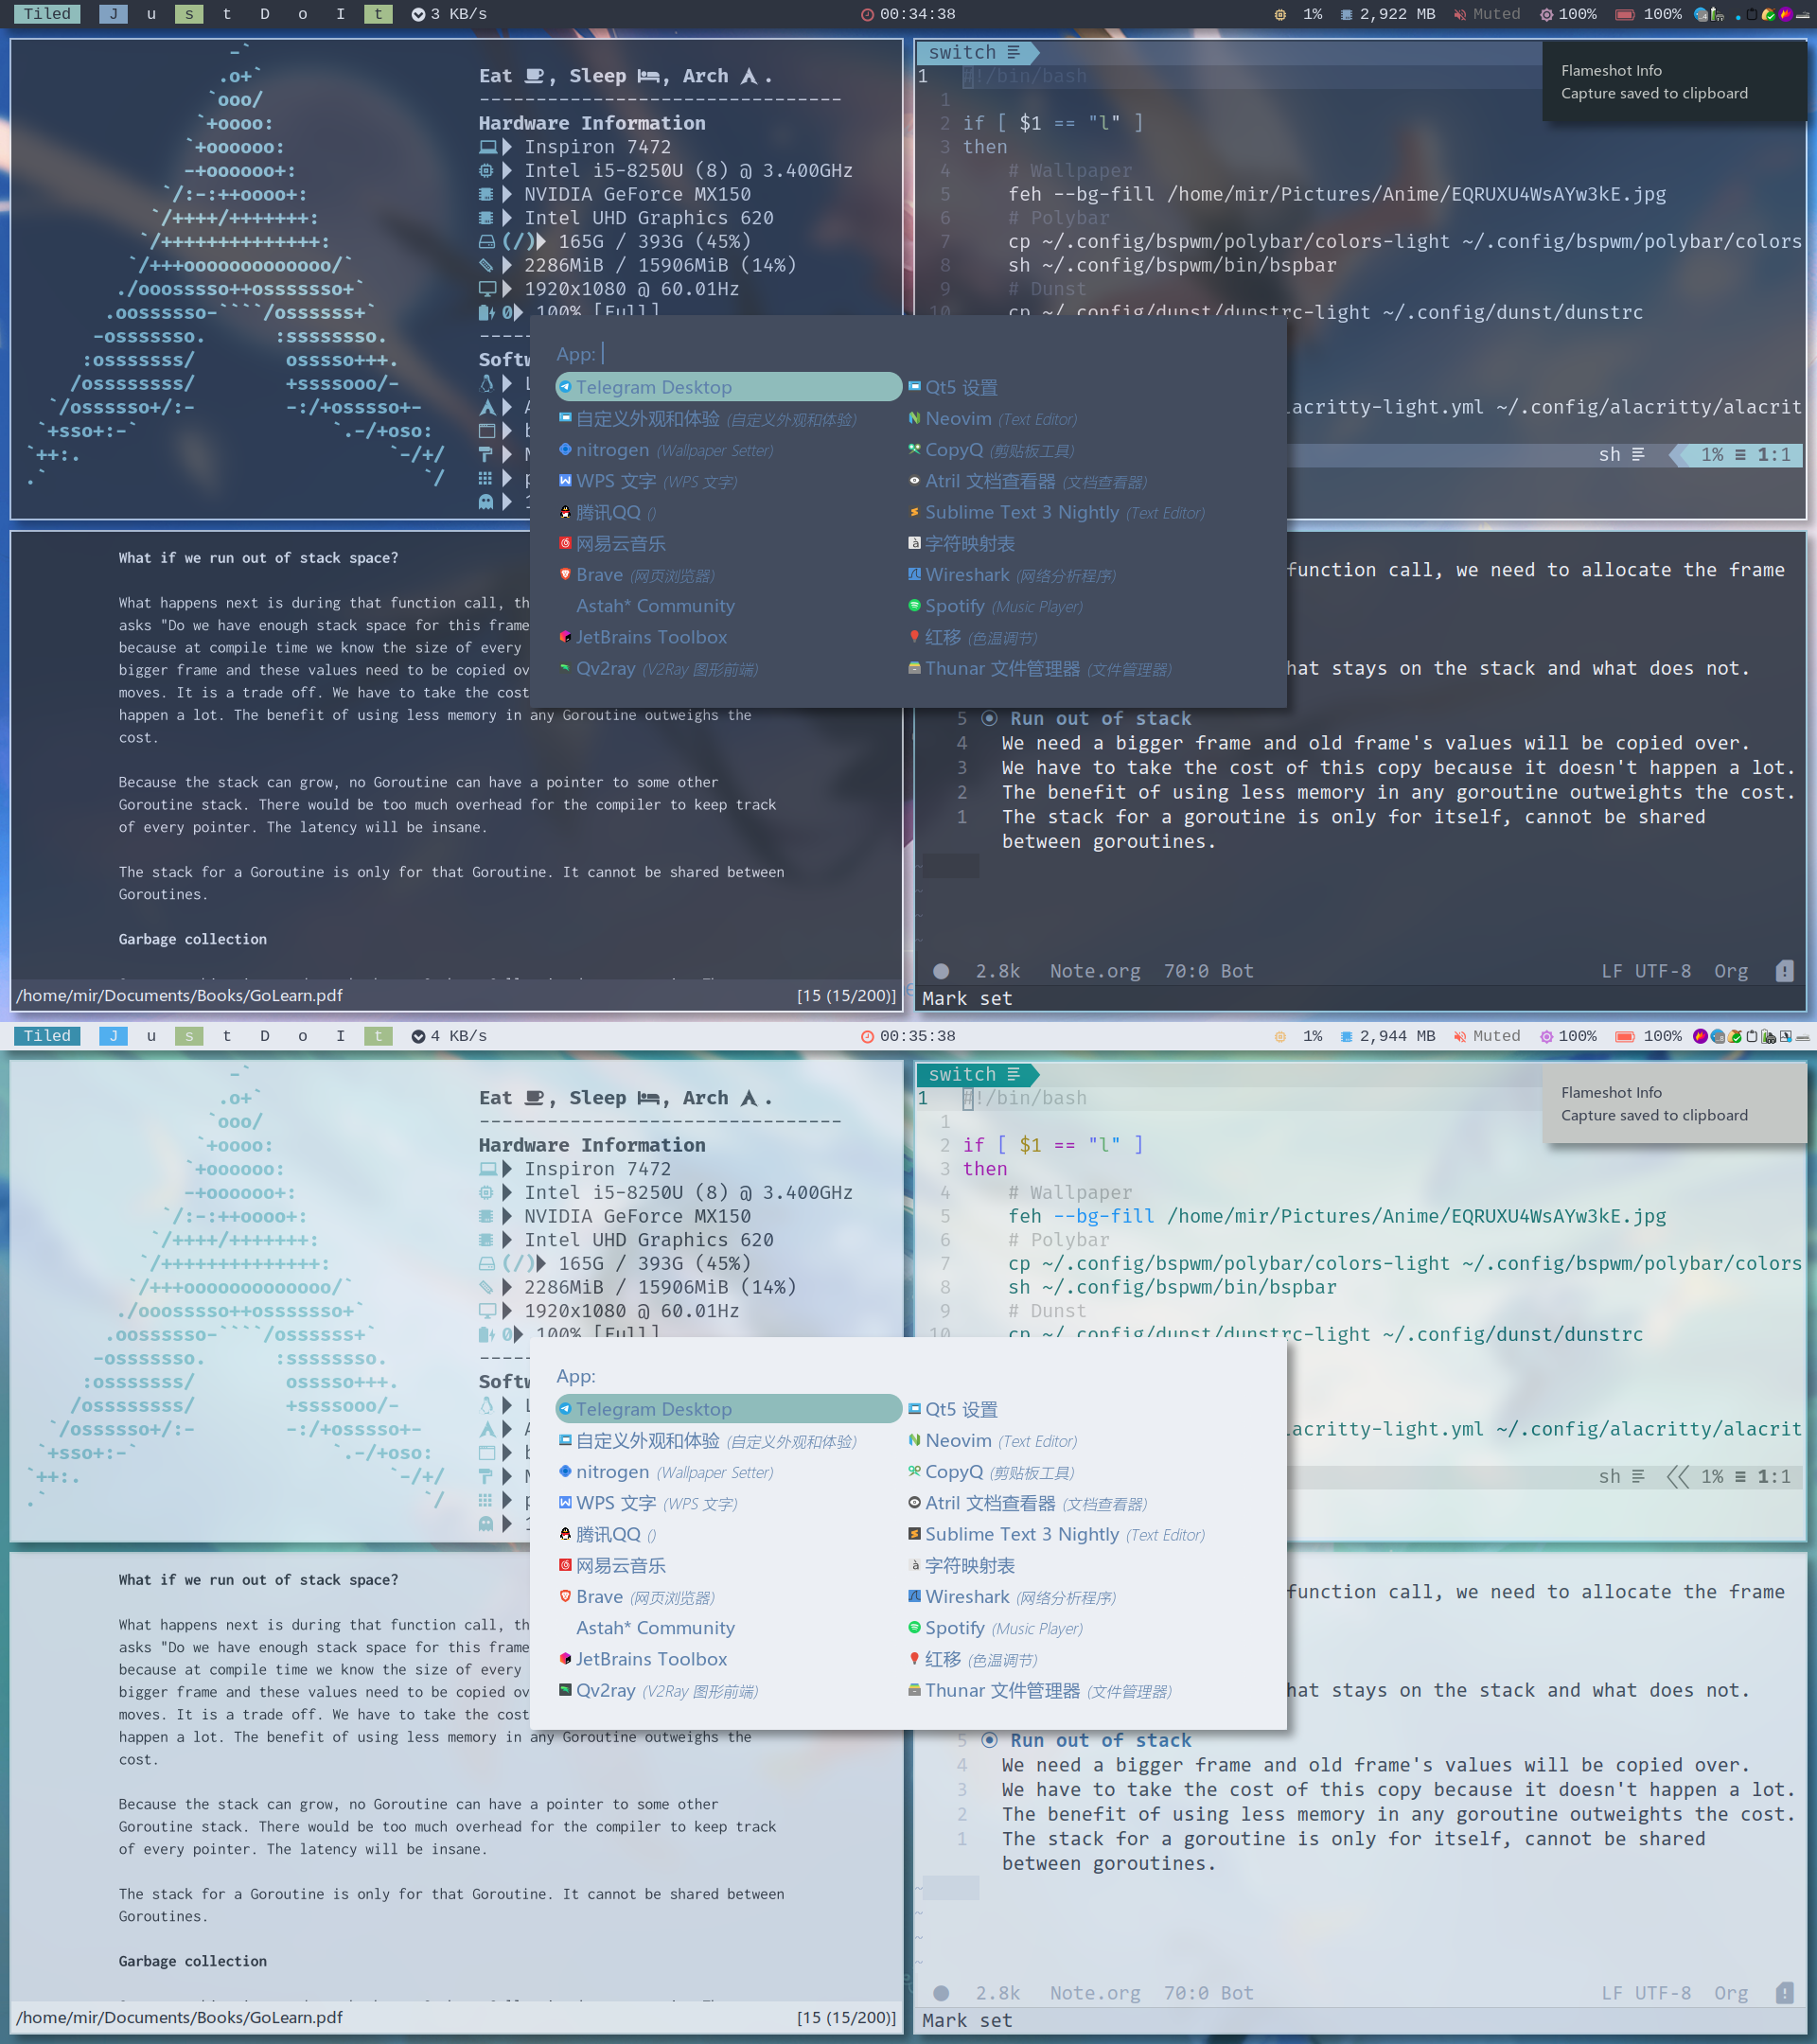 Tiled J u s t D o I t 3 KB/s 00:34:38 1% 2,922 MB Muted 100% 100%
Eat , Sleep , Arch .
--------------------------------
Hardware Information
Inspiron 7472
Intel i5-8250U (8) @ 3.400GHz
NVIDIA GeForce MX150
Intel UHD Graphics 620
(/) 165G / 393G (45%)
2286MiB / 15906MiB (14%)
1920x1080 @ 60.01Hz
0 100% [Full]
switch
1 #!/bin/bash
1
2 if [ $1 == "l" ]
3 then
4 # Wallpaper
5 feh --bg-fill /home/mir/Pictures/Anime/EQRUXU4WsAYw3kE.jpg
6 # Polybar
7 cp ~/.config/bspwm/polybar/colors-light ~/.config/bspwm/polybar/colors
8 sh ~/.config/bspwm/bin/bspbar
9 # Dunst
10 cp ~/.config/dunst/dunstrc-light ~/.config/dunst/dunstrc
lacritty-light.yml ~/.config/alacritty/alacrit
sh 1% ≡ 1:1
Flameshot Info
Capture saved to clipboard
App:
Telegram Desktop
自定义外观和体验 (自定义外观和体验)
nitrogen (Wallpaper Setter)
WPS 文字 (WPS 文字)
腾讯QQ ()
网易云音乐
Brave (网页浏览器)
Astah* Community
JetBrains Toolbox
Qv2ray (V2Ray 图形前端)
Qt5 设置
Neovim (Text Editor)
CopyQ (剪贴板工具)
Atril 文档查看器 (文档查看器)
Sublime Text 3 Nightly (Text Editor)
字符映射表
Wireshark (网络分析程序)
Spotify (Music Player)
红移 (色温调节)
Thunar 文件管理器 (文件管理器)
What if we run out of stack space?
What happens next is during that function call, th
asks "Do we have enough stack space for this frame
because at compile time we know the size of every
bigger frame and these values need to be copied ov
moves. It is a trade off. We have to take the cost
happen a lot. The benefit of using less memory in any Goroutine outweighs the
cost.
Because the stack can grow, no Goroutine can have a pointer to some other
Goroutine stack. There would be too much overhead for the compiler to keep track
of every pointer. The latency will be insane.
The stack for a Goroutine is only for that Goroutine. It cannot be shared between
Goroutines.
Garbage collection
/home/mir/Documents/Books/GoLearn.pdf [15 (15/200)]
function call, we need to allocate the frame
hat stays on the stack and what does not.
5 Run out of stack
4 We need a bigger frame and old frame's values will be copied over.
3 We have to take the cost of this copy because it doesn't happen a lot.
2 The benefit of using less memory in any goroutine outweights the cost.
1 The stack for a goroutine is only for itself, cannot be shared
between goroutines.
2.8k Note.org 70:0 Bot LF UTF-8 Org
Mark set
Tiled J u s t D o I t 4 KB/s 00:35:38 1% 2,944 MB Muted 100% 100%
Eat , Sleep , Arch .
--------------------------------
Hardware Information
Inspiron 7472
Intel i5-8250U (8) @ 3.400GHz
NVIDIA GeForce MX150
Intel UHD Graphics 620
(/) 165G / 393G (45%)
2286MiB / 15906MiB (14%)
1920x1080 @ 60.01Hz
0 100% [Full]
switch
1 #!/bin/bash
1
2 if [ $1 == "l" ]
3 then
4 # Wallpaper
5 feh --bg-fill /home/mir/Pictures/Anime/EQRUXU4WsAYw3kE.jpg
6 # Polybar
7 cp ~/.config/bspwm/polybar/colors-light ~/.config/bspwm/polybar/colors
8 sh ~/.config/bspwm/bin/bspbar
9 # Dunst
10 cp ~/.config/dunst/dunstrc-light ~/.config/dunst/dunstrc
lacritty-light.yml ~/.config/alacritty/alacrit
sh 1% ≡ 1:1
Flameshot Info
Capture saved to clipboard
App:
Telegram Desktop
自定义外观和体验 (自定义外观和体验)
nitrogen (Wallpaper Setter)
WPS 文字 (WPS 文字)
腾讯QQ ()
网易云音乐
Brave (网页浏览器)
Astah* Community
JetBrains Toolbox
Qv2ray (V2Ray 图形前端)
Qt5 设置
Neovim (Text Editor)
CopyQ (剪贴板工具)
Atril 文档查看器 (文档查看器)
Sublime Text 3 Nightly (Text Editor)
字符映射表
Wireshark (网络分析程序)
Spotify (Music Player)
红移 (色温调节)
Thunar 文件管理器 (文件管理器)
What if we run out of stack space?
What happens next is during that function call, th
asks "Do we have enough stack space for this frame
because at compile time we know the size of every
bigger frame and these values need to be copied ov
moves. It is a trade off. We have to take the cost
happen a lot. The benefit of using less memory in any Goroutine outweighs the
cost.
Because the stack can grow, no Goroutine can have a pointer to some other
Goroutine stack. There would be too much overhead for the compiler to keep track
of every pointer. The latency will be insane.
The stack for a Goroutine is only for that Goroutine. It cannot be shared between
Goroutines.
Garbage collection
/home/mir/Documents/Books/GoLearn.pdf [15 (15/200)]
function call, we need to allocate the frame
hat stays on the stack and what does not.
5 Run out of stack
4 We need a bigger frame and old frame's values will be copied over.
3 We have to take the cost of this copy because it doesn't happen a lot.
2 The benefit of using less memory in any goroutine outweights the cost.
1 The stack for a goroutine is only for itself, cannot be shared
between goroutines.
2.8k Note.org 70:0 Bot LF UTF-8 Org
Mark set